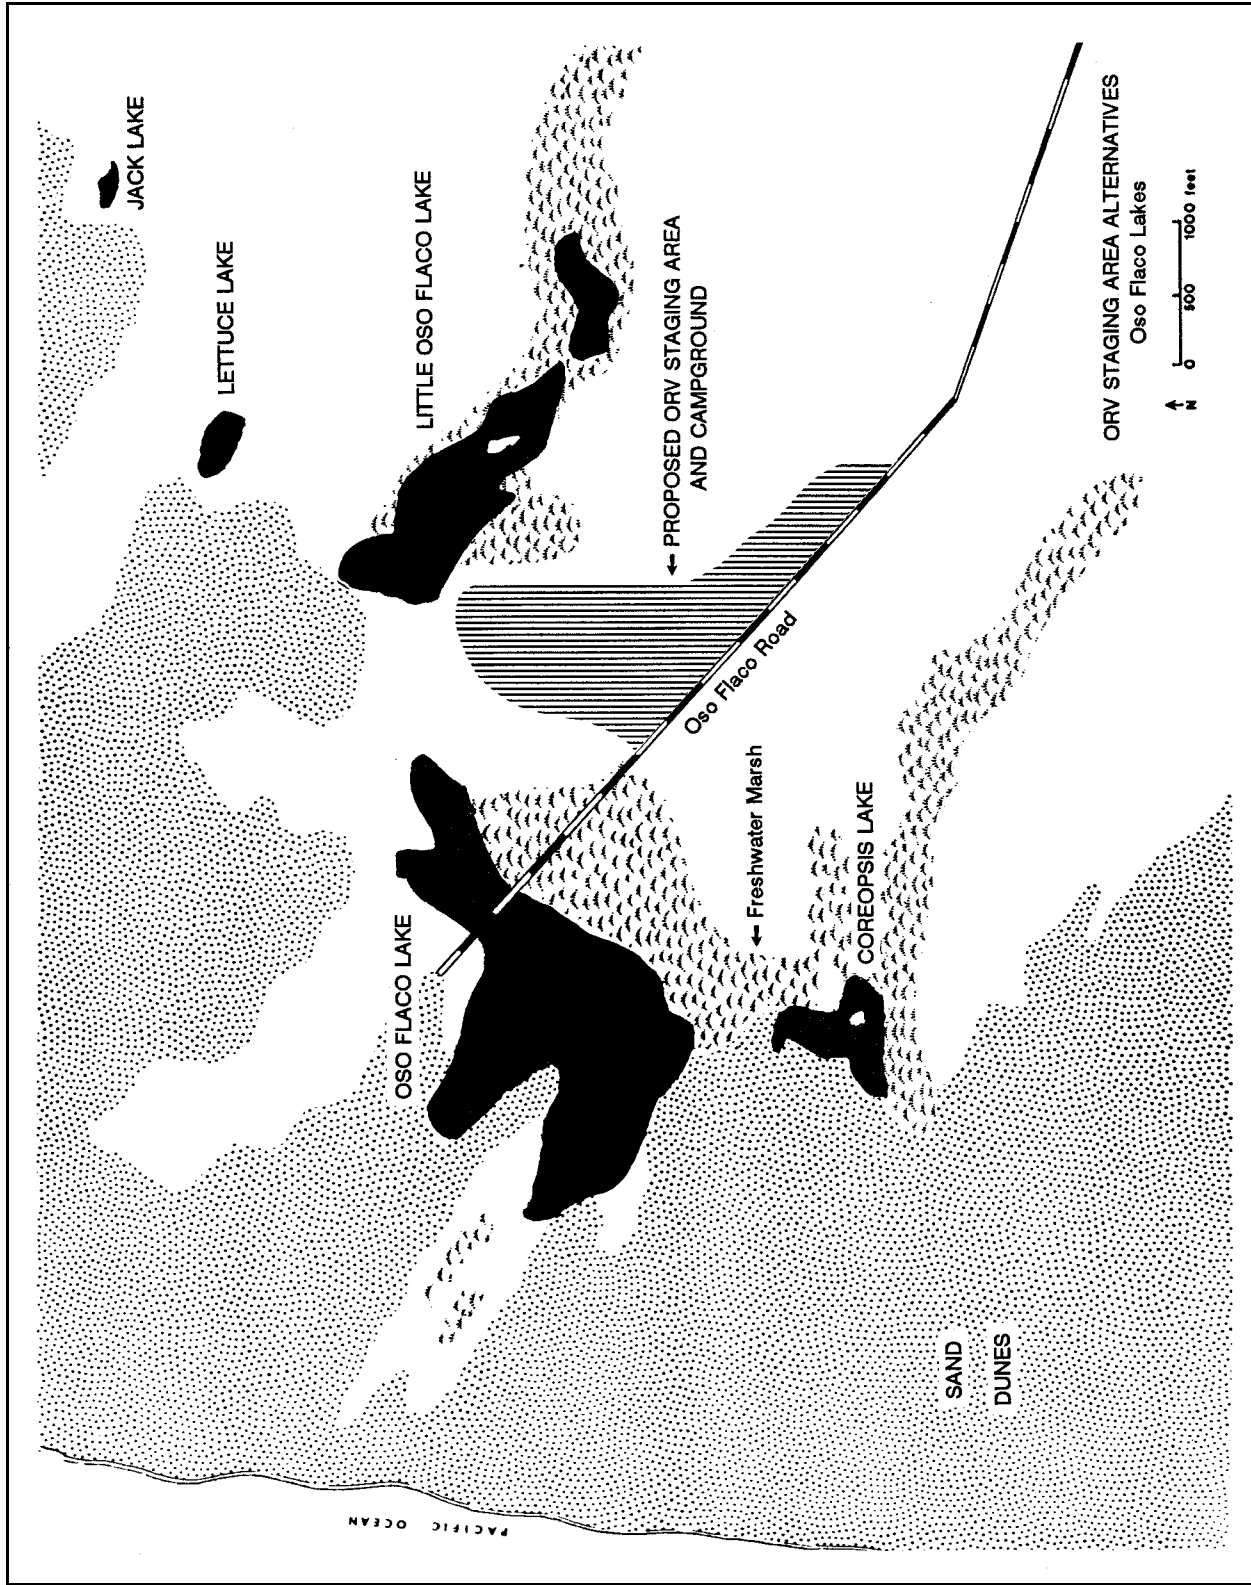 JACK LAKE
LETTUCE LAKE
LITTLE OSO FLACO LAKE
PROPOSED ORV STAGING AREA
AND CAMPGROUND
OSO FLACO LAKE
Oso Flaco Road
Freshwater Marsh
COREOPSIS LAKE
SAND
DUNES
PACIFIC OCEAN
ORV STAGING AREA ALTERNATIVES
Oso Flaco Lakes
N
0 500 1000 feet